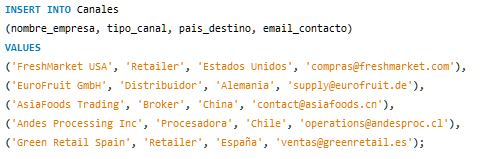 INSERT INTO Canales
(nombre_empresa, tipo_canal, pais_destino, email_contacto)
VALUES
('FreshMarket USA', 'Retailer', 'Estados Unidos', 'compras@freshmarket.com'),
('EuroFruit GmbH', 'Distribuidor', 'Alemania', 'supply@eurofruit.de'),
('AsiaFoods Trading', 'Broker', 'China', 'contact@asiafoods.cn'),
('Andes Processing Inc', 'Procesadora', 'Chile', 'operations@andesproc.cl'),
('Green Retail Spain', 'Retailer', 'España', 'ventas@greenretail.es');